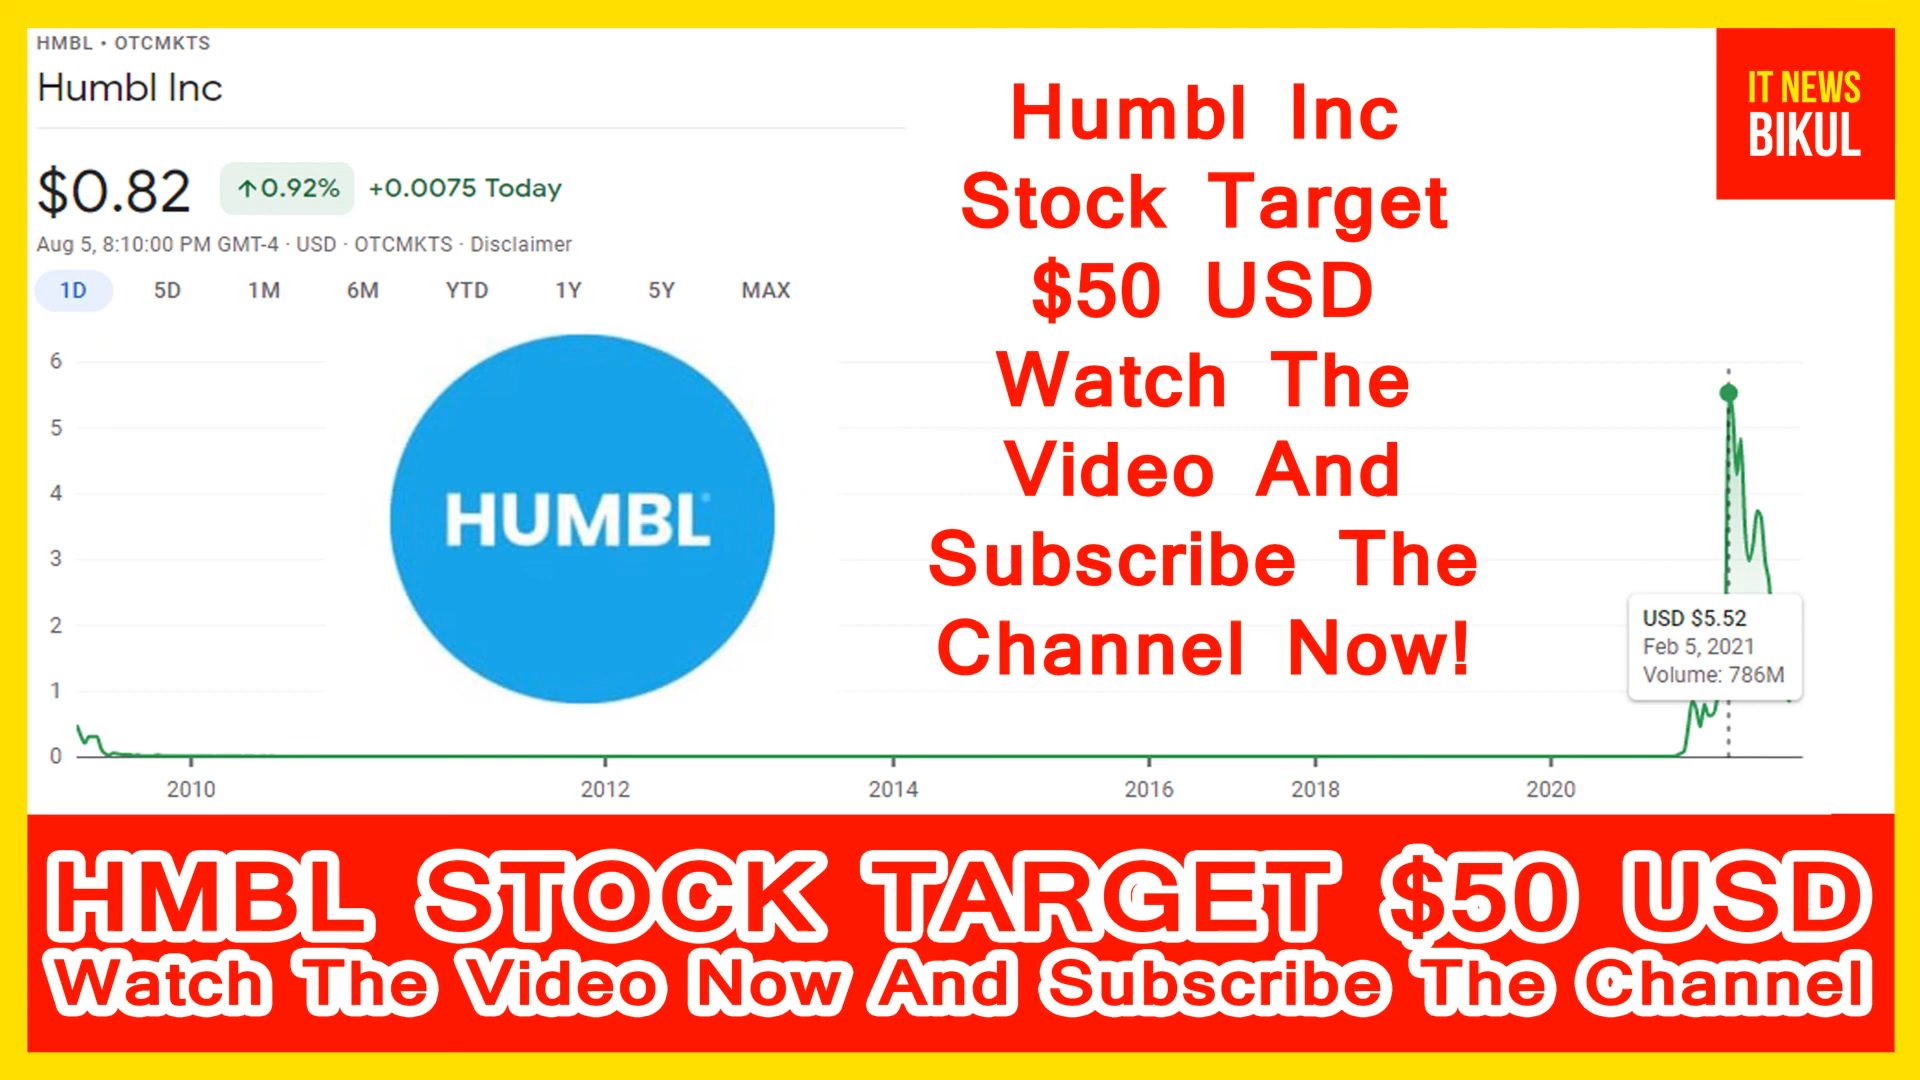 HMBL • OTCMKTS
Humbl Inc
$0.82 ↑0.92% +0.0075 Today
Aug 5, 8:10:00 PM GMT-4 · USD · OTCMKTS · Disclaimer
1D 5D 1M 6M YTD 1Y 5Y MAX
6
5
4
3
2
1
0
2010 2012 2014 2016 2018 2020
HUMBL
Humbl Inc
Stock Target
$50 USD
Watch The
Video And
Subscribe The
Channel Now!
IT NEWS
BIKUL
USD $5.52
Feb 5, 2021
Volume: 786M
HMBL STOCK TARGET $50 USD
Watch The Video Now And Subscribe The Channel